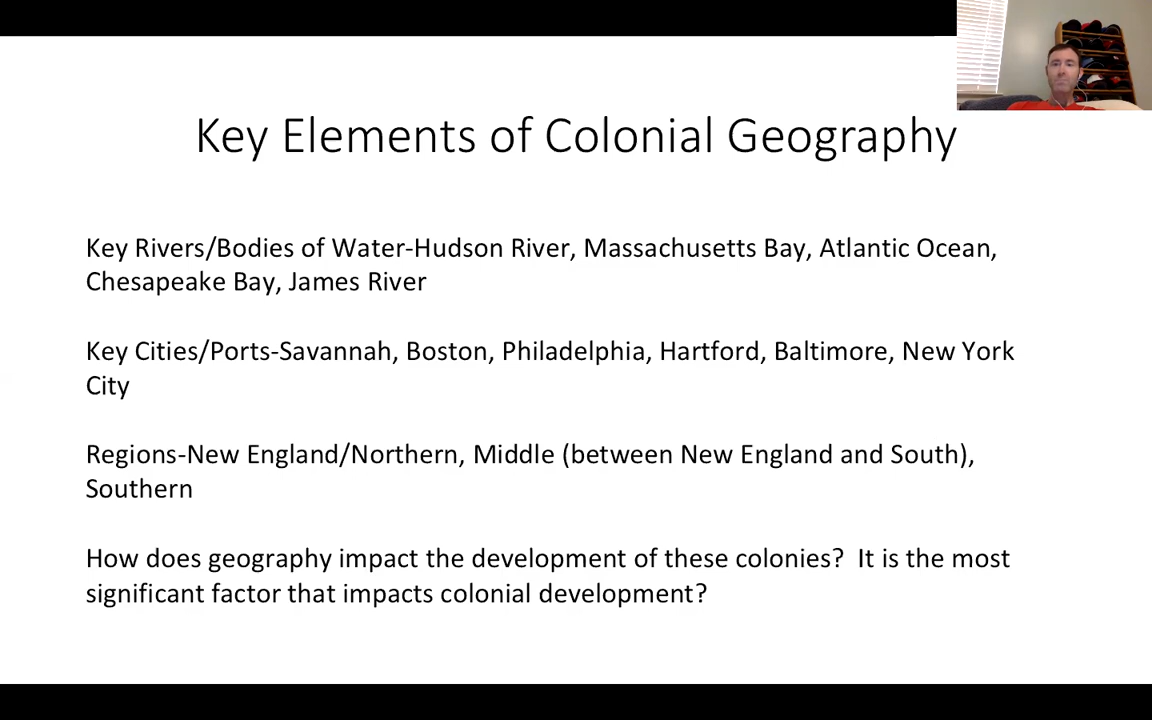 Key Elements of Colonial Geography
Key Rivers/Bodies of Water-Hudson River, Massachusetts Bay, Atlantic Ocean,
Chesapeake Bay, James River
Key Cities/Ports-Savannah, Boston, Philadelphia, Hartford, Baltimore, New York
City
Regions-New England/Northern, Middle (between New England and South),
Southern
How does geography impact the development of these colonies?  It is the most
significant factor that impacts colonial development?